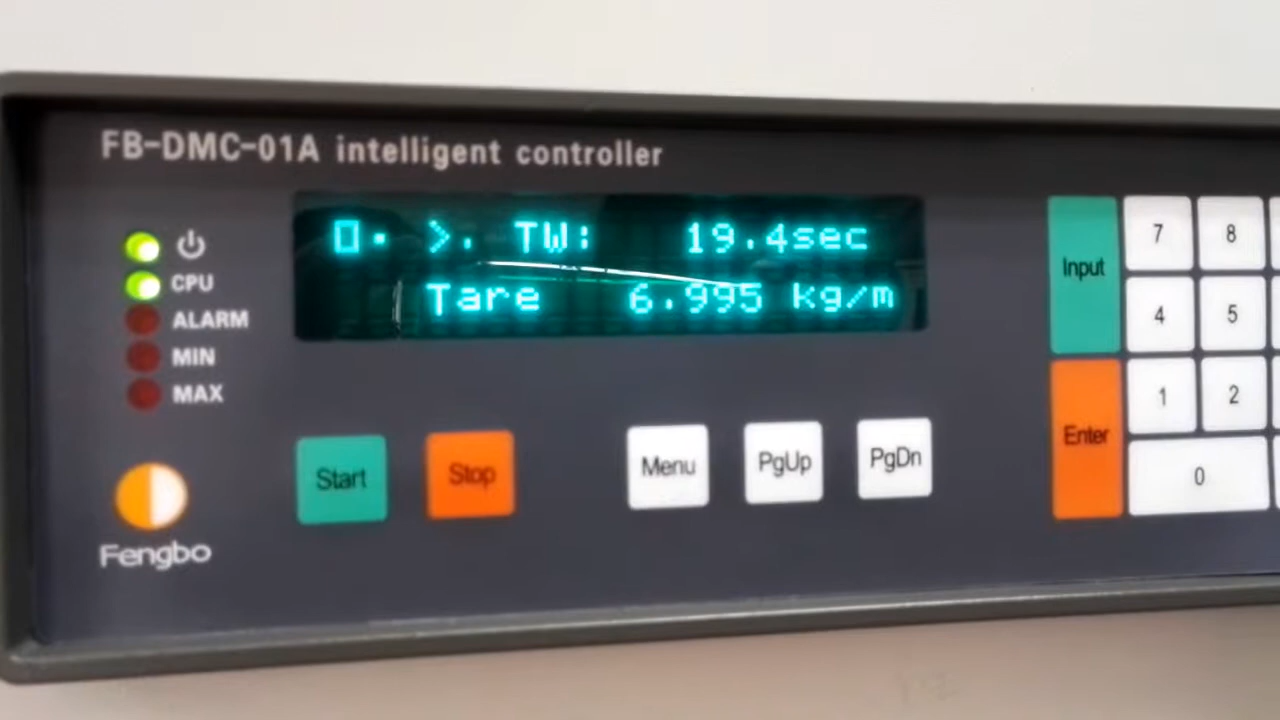 FB-DMC-01A intelligent controller
>. TW: 19.4sec
Tare 6.995 kg/m
CPU
ALARM
MIN
MAX
Fengbo
Start
Stop
Menu
PgUp
PgDn
Input
Enter
7 8
4 5
1 2
0